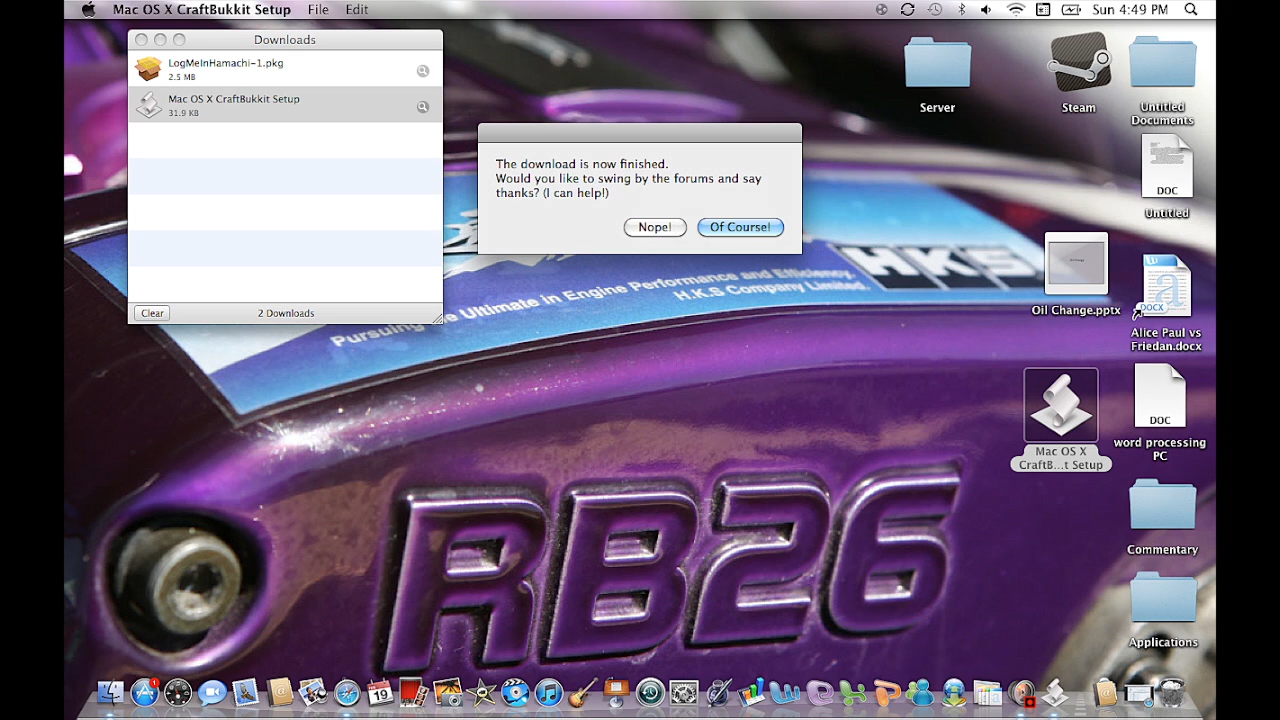 Mac OS X CraftBukkit Setup File Edit Sun 4:49 PM
Downloads
LogMeInHamachi-1.pkg
2.5 MB
Mac OS X CraftBukkit Setup
31.9 KB
Clear
2 Downloads
The download is now finished.
Would you like to swing by the forums and say
thanks? (I can help!)
Nope!
Of Course!
Server
Steam
Untitled
Documents
DOC
Untitled
Oil Change.pptx
DOCX
Alice Paul vs
Friedan.docx
Mac OS X
CraftB...t Setup
DOC
word processing
PC
Commentary
Applications
HKS
Pursuing the Ultimate in Engine Performance and Efficiency.
H.K.S Company Limited.
RB26
1
19